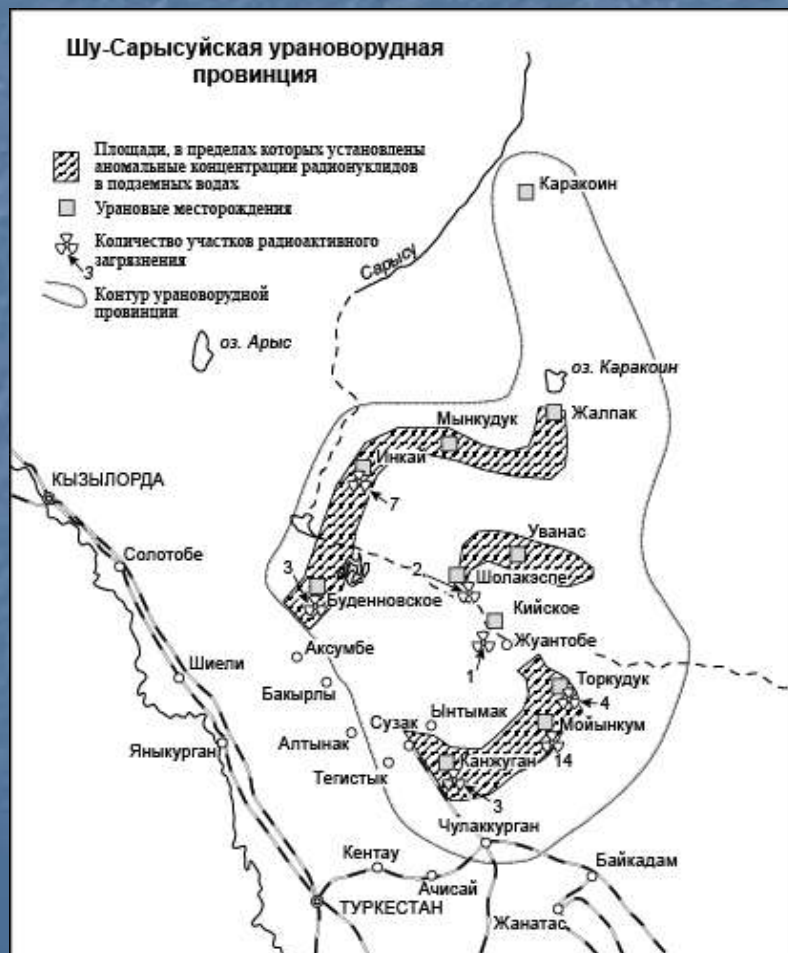 Шу-Сарысуйская урановорудная
провинция
Площади, в пределах которых установлены
аномальные концентрации радионуклидов
в подземных водах
Урановые месторождения
Количество участков радиоактивного
загрязнения
3
Контур урановорудной
провинции
Каракоин
Сарысу
оз. Арыс
оз. Каракоин
Жалпак
Мынкудук
Инкай
7
КЫЗЫЛОРДА
Солотобе
Уванас
3
2
Шолакэспе
Буденновское
Кийское
Жуантобе
1
Аксумбе
Шиели
Бакырлы
Торкудук
4
Ынтымак
Сузак
Мойынкум
Алтынак
Яныкурган
14
Тегистык
Канжуган
3
Чулаккурган
Кентау
Байкадам
Ачисай
ТУРКЕСТАН
Жанатас